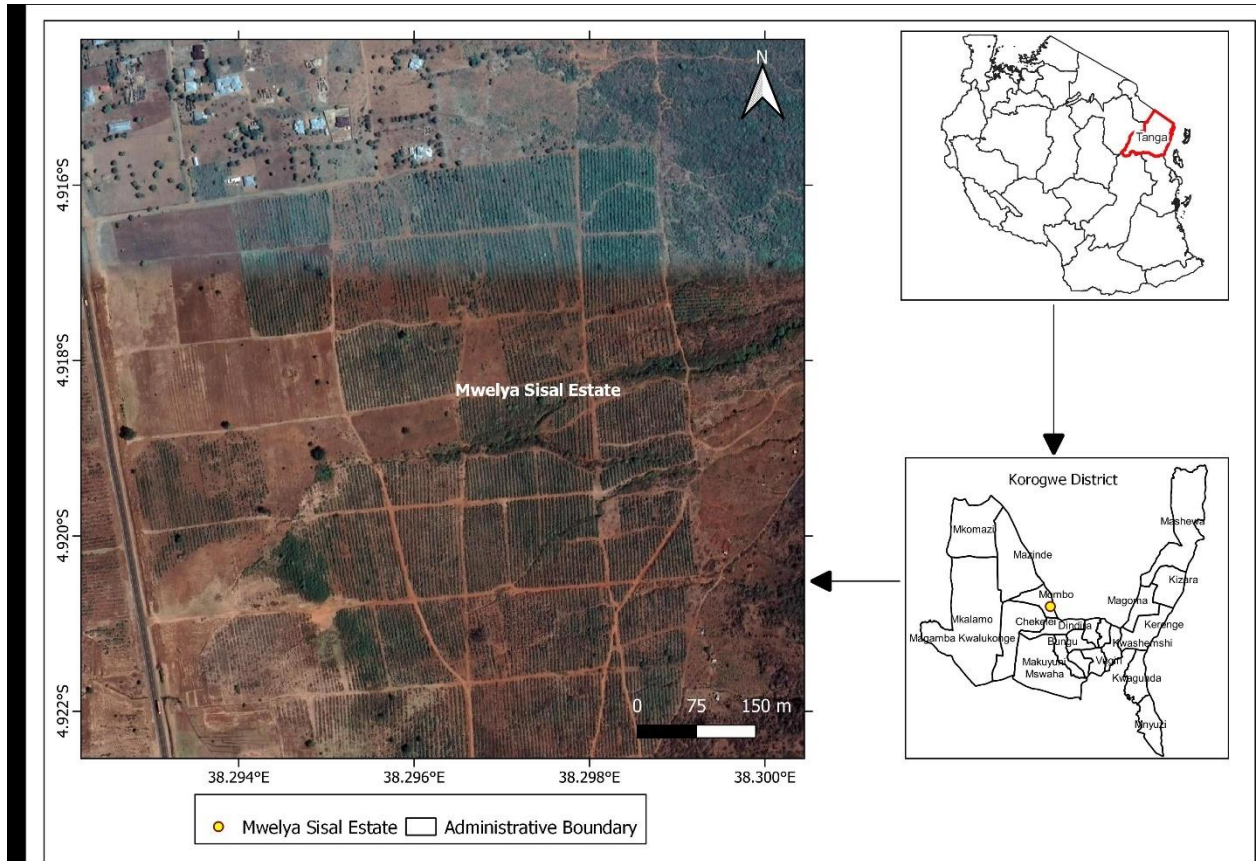 N
4.916°S
4.918°S
4.920°S
4.922°S
Mwelya Sisal Estate
0 75 150 m
38.294°E 38.296°E 38.298°E 38.300°E
Tanga
Korogwe District
Mkomazi
Mashewa
Mazinde
Kizara
Mombo
Magoma
Mkalamo
Chekelei
Dindira
Kerenge
Magamba Kwalukonge
Bungu
Kwashemshi
Makuyuni
Vugiri
Mswaha
Kwagunda
Mnyuzi
Mwelya Sisal Estate Administrative Boundary